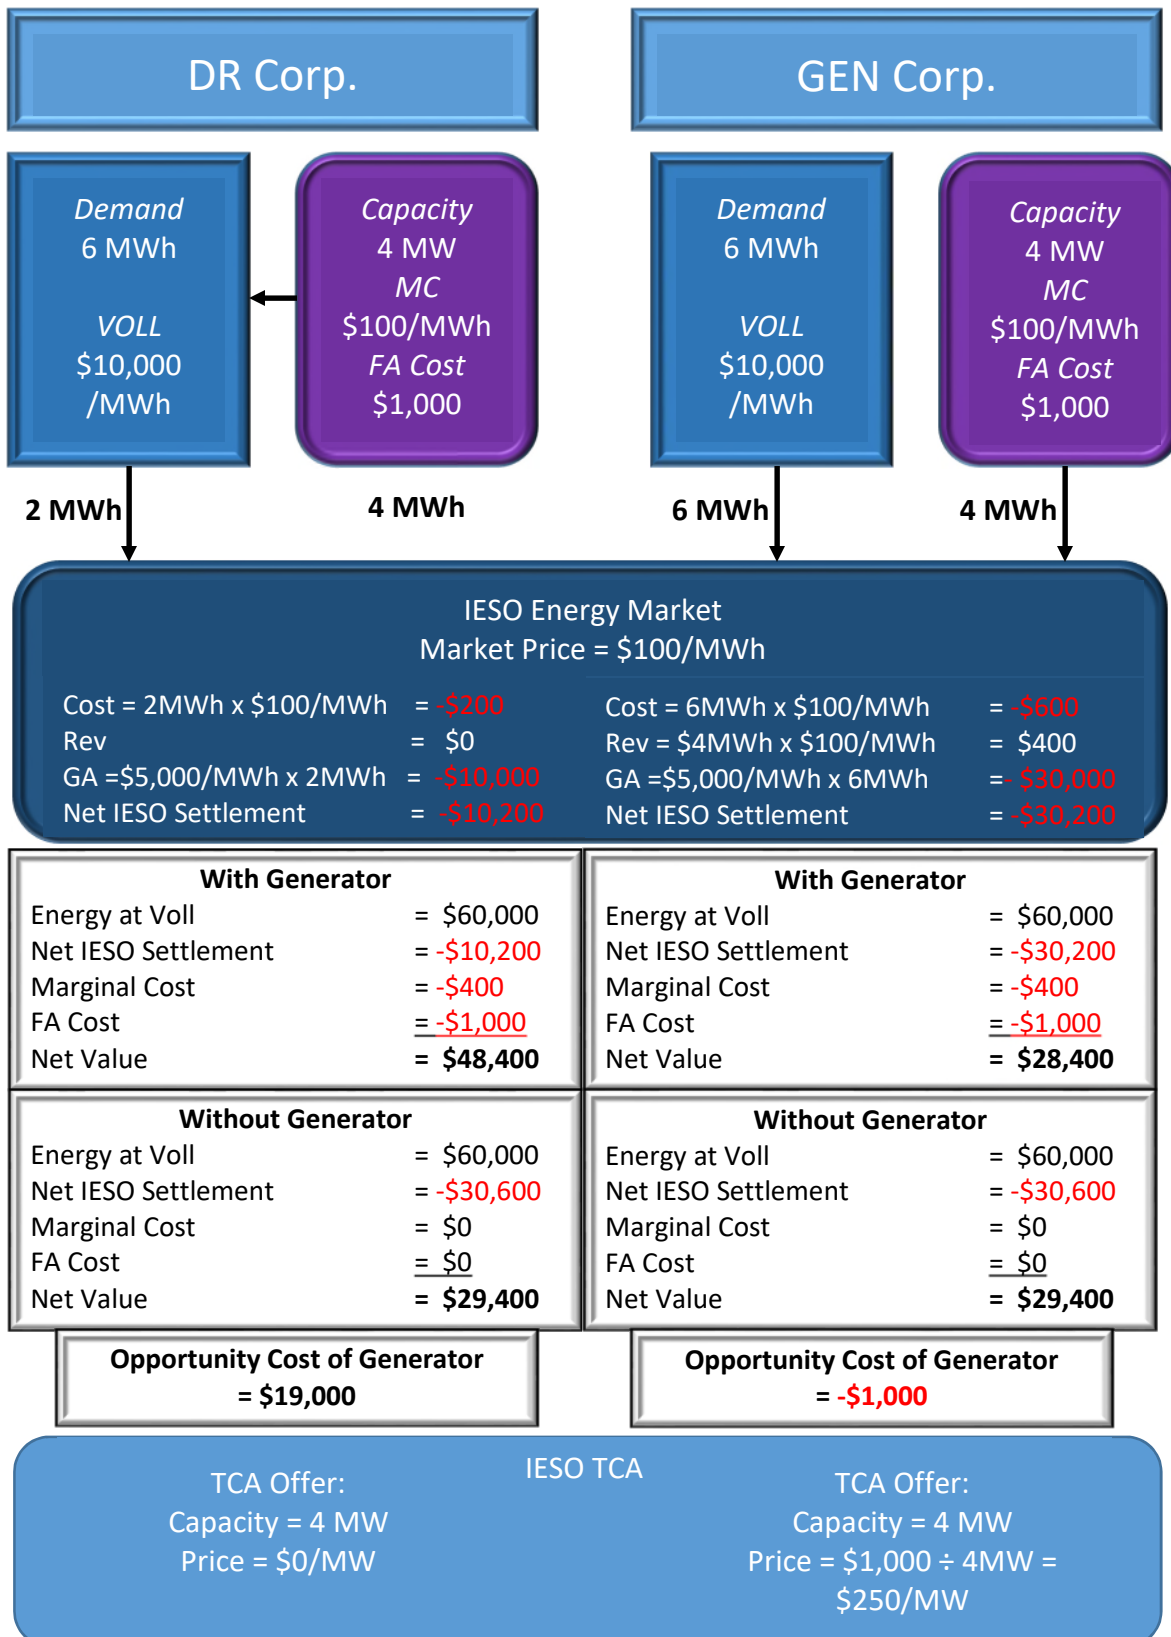 DR Corp.
GEN Corp.
Demand
6 MWh
VOLL
$10,000
/MWh
Capacity
4 MW
MC
$100/MWh
FA Cost
$1,000
Demand
6 MWh
VOLL
$10,000
/MWh
Capacity
4 MW
MC
$100/MWh
FA Cost
$1,000
2 MWh
4 MWh
6 MWh
4 MWh
IESO Energy Market
Market Price = $100/MWh
Cost = 2MWh x $100/MWh = -$200
Rev = $0
GA =$5,000/MWh x 2MWh = -$10,000
Net IESO Settlement = -$10,200
Cost = 6MWh x $100/MWh = -$600
Rev = $4MWh x $100/MWh = $400
GA =$5,000/MWh x 6MWh =- $30,000
Net IESO Settlement = -$30,200
With Generator
Energy at Voll = $60,000
Net IESO Settlement = -$10,200
Marginal Cost = -$400
FA Cost = -$1,000
Net Value = $48,400
With Generator
Energy at Voll = $60,000
Net IESO Settlement = -$30,200
Marginal Cost = -$400
FA Cost = -$1,000
Net Value = $28,400
Without Generator
Energy at Voll = $60,000
Net IESO Settlement = -$30,600
Marginal Cost = $0
FA Cost = $0
Net Value = $29,400
Without Generator
Energy at Voll = $60,000
Net IESO Settlement = -$30,600
Marginal Cost = $0
FA Cost = $0
Net Value = $29,400
Opportunity Cost of Generator
= $19,000
Opportunity Cost of Generator
= -$1,000
IESO TCA
TCA Offer:
Capacity = 4 MW
Price = $0/MW
TCA Offer:
Capacity = 4 MW
Price = $1,000 ÷ 4MW =
$250/MW